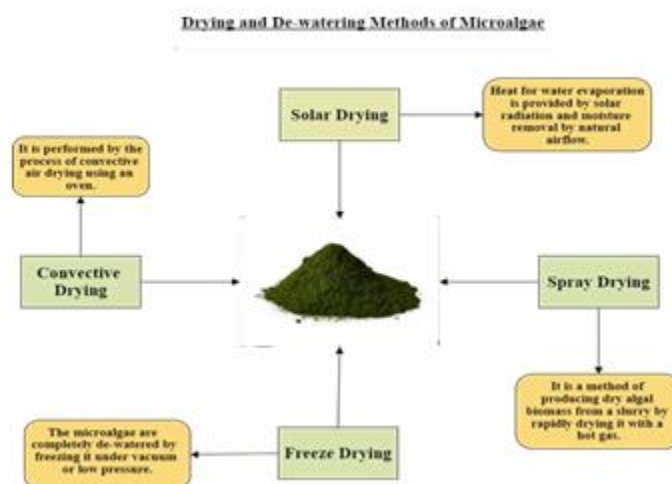 Drying and De-watering Methods of Microalgae
Solar Drying
Heat for water evaporation
is provided by solar
radiation and moisture
removal by natural
airflow.
It is performed by the
process of convective
air drying using an
oven.
Convective
Drying
Spray Drying
It is a method of
producing dry algal
biomass from a slurry by
rapidly drying it with a
hot gas.
The microalgae are
completely de-watered by
freezing it under vacuum
or low pressure.
Freeze Drying